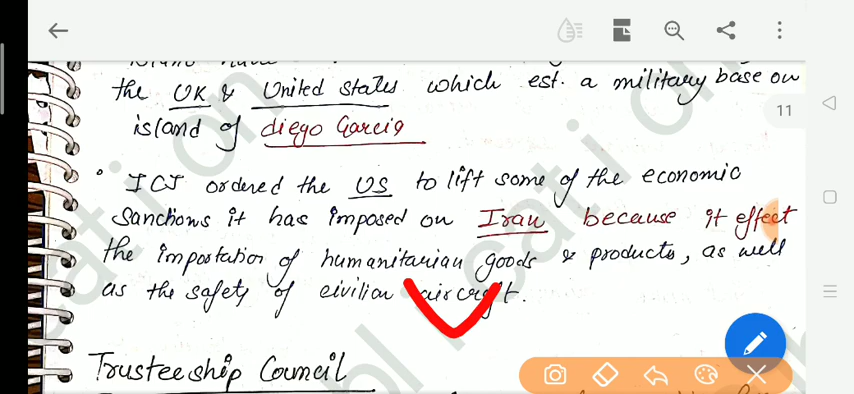 the UK & United States which est. a military base on
island of diego Garcia
11
ICJ ordered the US to lift some of the economic
Sanctions it has imposed on Iran because it effect
the importation of humanitarian goods & products, as well
as the safety of civilian aircraft.
Trusteeship Council